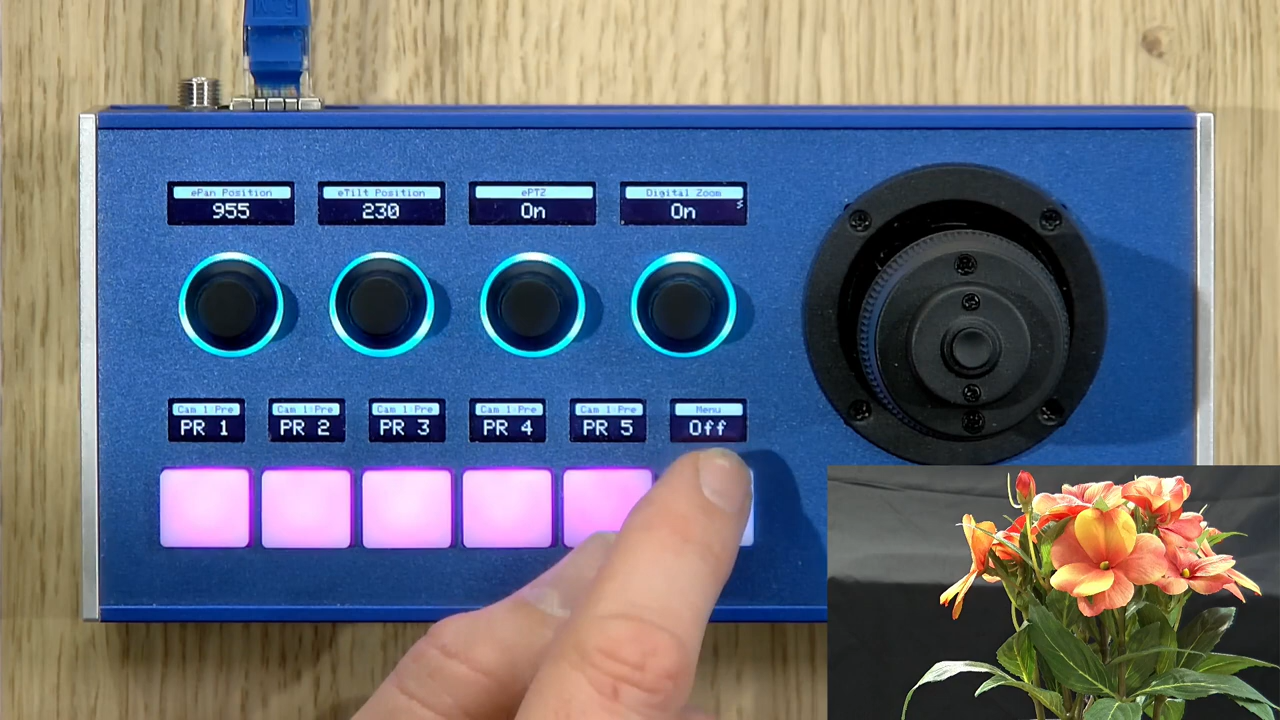 ePan Position
955
eTilt Position
230
ePTZ
On
Digital Zoom
On
Cam 1:Pre
PR 1
Cam 1:Pre
PR 2
Cam 1:Pre
PR 3
Cam 1:Pre
PR 4
Cam 1:Pre
PR 5
Menu
Off